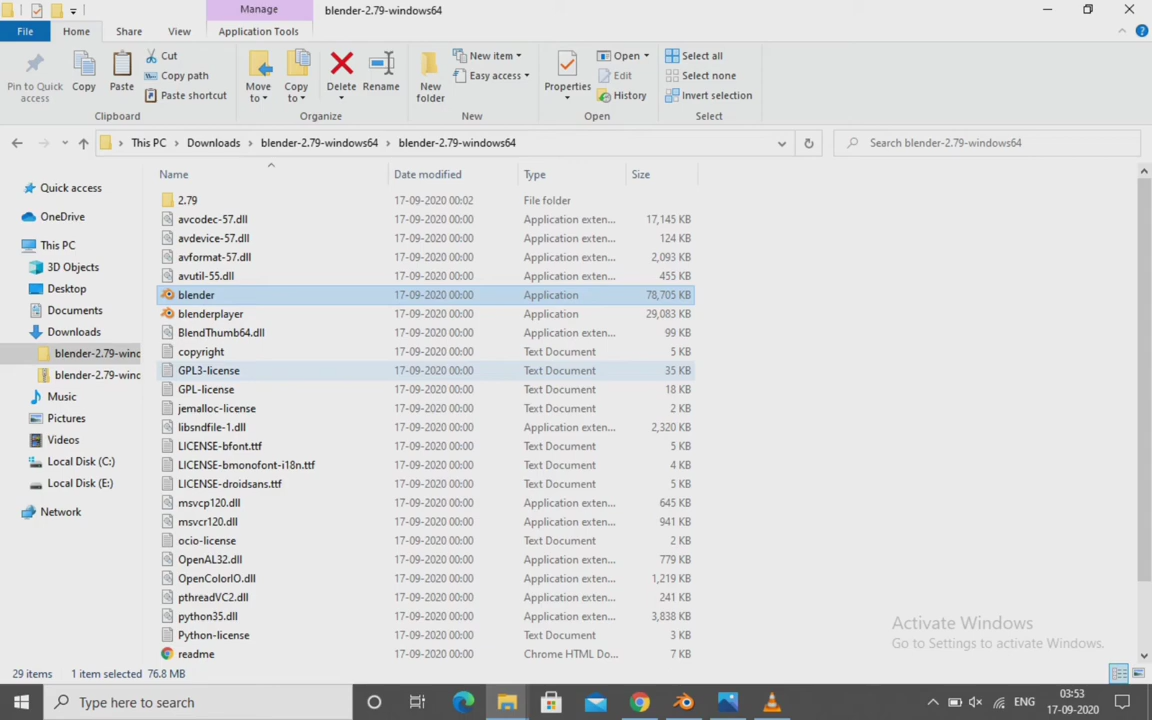 Manage
blender-2.79-windows64
File
Home
Share
View
Application Tools
Pin to Quick access
Copy
Paste
Cut
Copy path
Paste shortcut
Clipboard
Move to
Copy to
Delete
Rename
Organize
New folder
New item
Easy access
New
Properties
Open
Edit
History
Open
Select all
Select none
Invert selection
Select
This PC > Downloads > blender-2.79-windows64 > blender-2.79-windows64
Search blender-2.79-windows64
Quick access
OneDrive
This PC
3D Objects
Desktop
Documents
Downloads
blender-2.79-wind
blender-2.79-wind
Music
Pictures
Videos
Local Disk (C:)
Local Disk (E:)
Network
Name Date modified Type Size
2.79 17-09-2020 00:02 File folder
avcodec-57.dll 17-09-2020 00:00 Application exten... 17,145 KB
avdevice-57.dll 17-09-2020 00:00 Application exten... 124 KB
avformat-57.dll 17-09-2020 00:00 Application exten... 2,093 KB
avutil-55.dll 17-09-2020 00:00 Application exten... 455 KB
blender 17-09-2020 00:00 Application 78,705 KB
blenderplayer 17-09-2020 00:00 Application 29,083 KB
BlendThumb64.dll 17-09-2020 00:00 Application exten... 99 KB
copyright 17-09-2020 00:00 Text Document 5 KB
GPL3-license 17-09-2020 00:00 Text Document 35 KB
GPL-license 17-09-2020 00:00 Text Document 18 KB
jemalloc-license 17-09-2020 00:00 Text Document 2 KB
libsndfile-1.dll 17-09-2020 00:00 Application exten... 2,320 KB
LICENSE-bfont.ttf 17-09-2020 00:00 Text Document 5 KB
LICENSE-bmonofont-i18n.ttf 17-09-2020 00:00 Text Document 4 KB
LICENSE-droidsans.ttf 17-09-2020 00:00 Text Document 5 KB
msvcp120.dll 17-09-2020 00:00 Application exten... 645 KB
msvcr120.dll 17-09-2020 00:00 Application exten... 941 KB
ocio-license 17-09-2020 00:00 Text Document 2 KB
OpenAL32.dll 17-09-2020 00:00 Application exten... 779 KB
OpenColorIO.dll 17-09-2020 00:00 Application exten... 1,219 KB
pthreadVC2.dll 17-09-2020 00:00 Application exten... 241 KB
python35.dll 17-09-2020 00:00 Application exten... 3,838 KB
Python-license 17-09-2020 00:00 Text Document 3 KB
readme 17-09-2020 00:00 Chrome HTML Do... 7 KB
Activate Windows
Go to Settings to activate Windows.
29 items 1 item selected 76.8 MB
Type here to search
ENG
03:53
17-09-2020